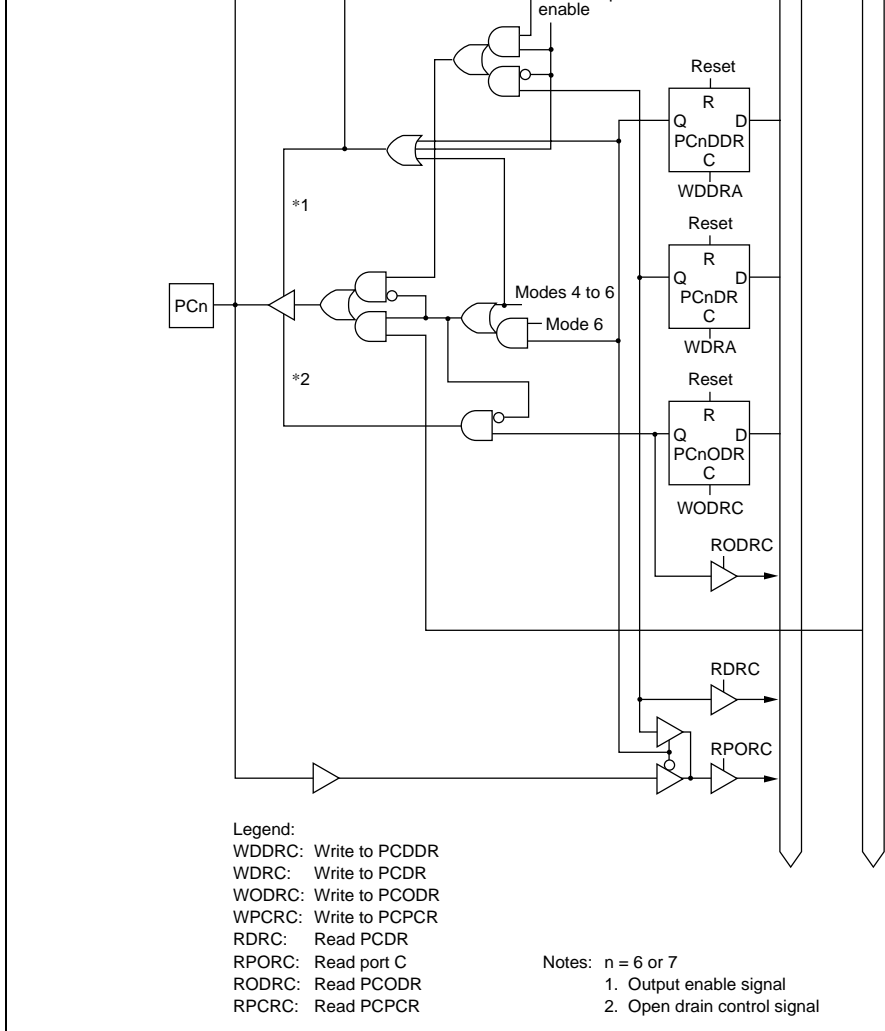 enable
Reset
R
Q D
PCnDDR
C
WDDRA
Reset
*1
R
Q D
PCnDR
C
WDRA
PCn
Modes 4 to 6
Mode 6
*2
Reset
R
Q D
PCnODR
C
WODRC
RODRC
RDRC
RPORC
Legend:
WDDRC: Write to PCDDR
WDRC: Write to PCDR
WODRC: Write to PCODR
WPCRC: Write to PCPCR
RDRC: Read PCDR
RPORC: Read port C
RODRC: Read PCODR
RPCRC: Read PCPCR
Notes: n = 6 or 7
1. Output enable signal
2. Open drain control signal